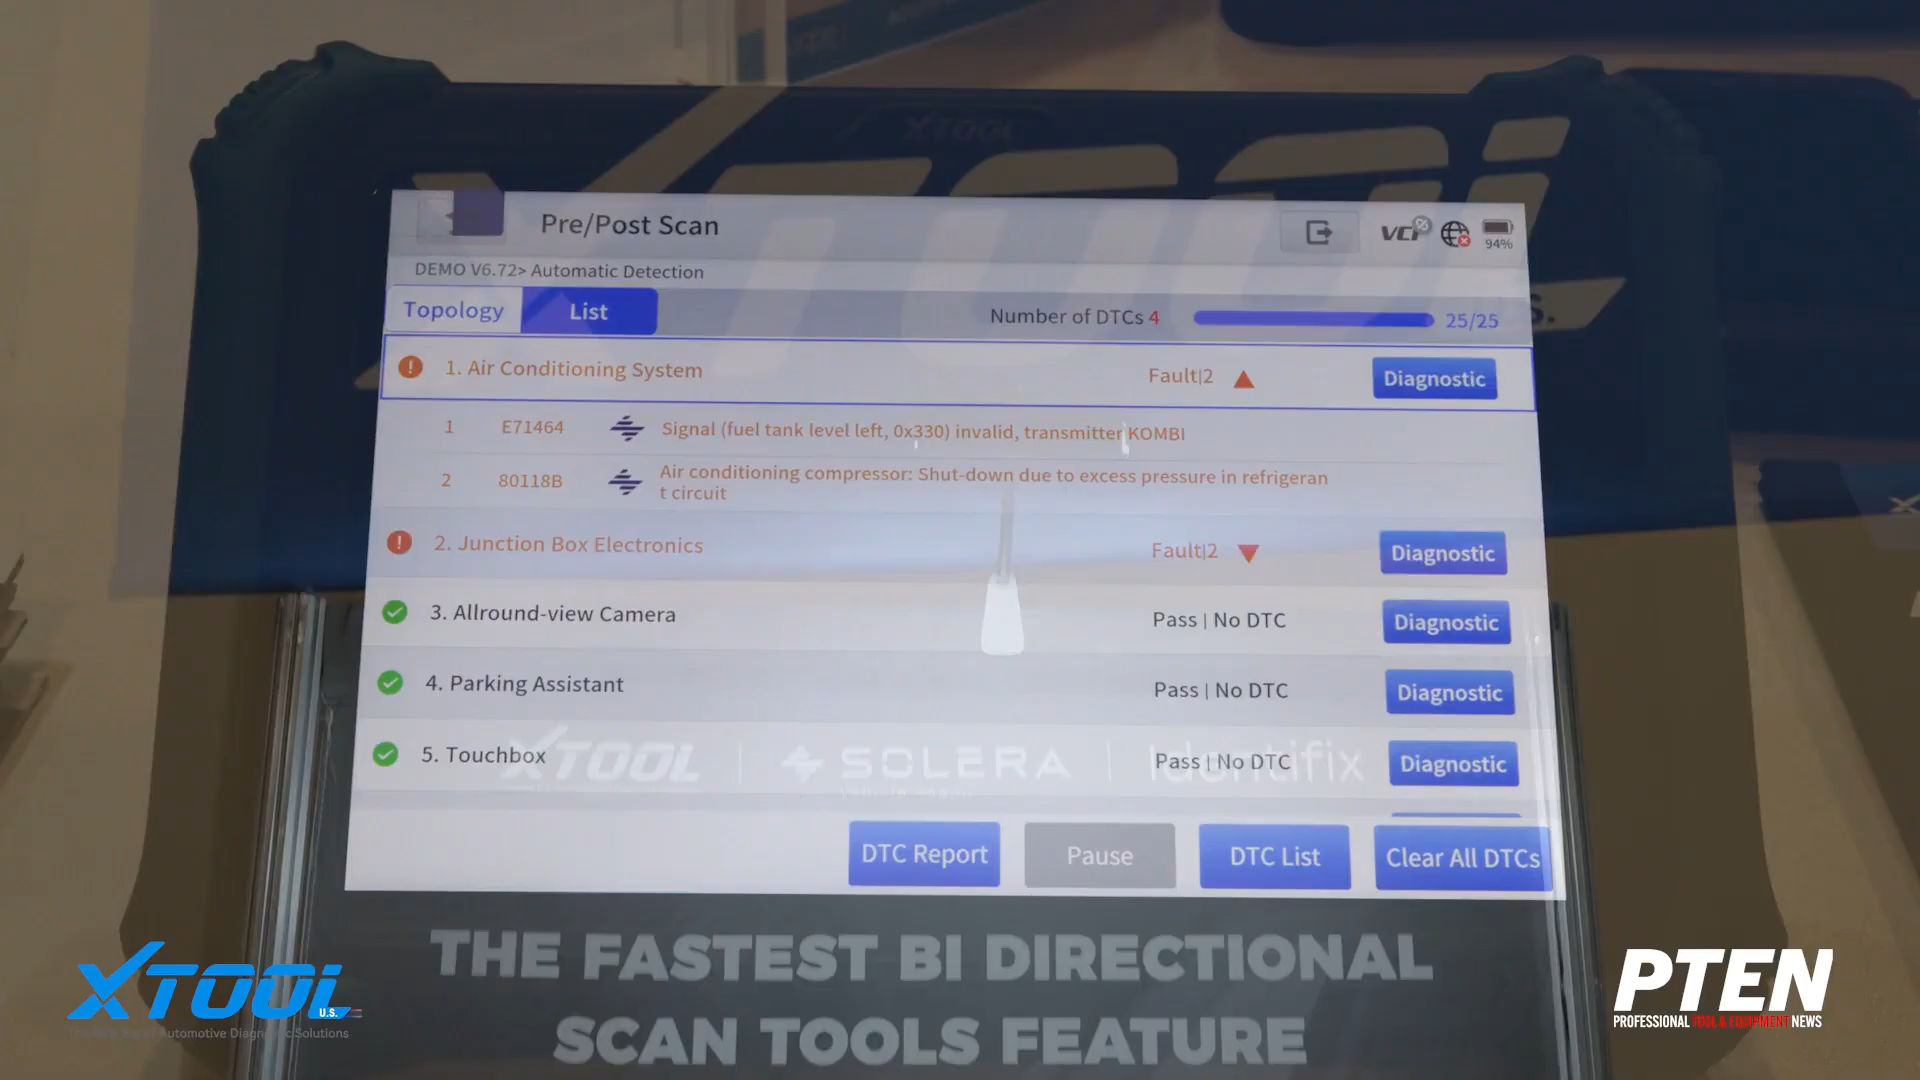 XTOOL
Pre/Post Scan
VCI
94%
DEMO V6.72> Automatic Detection
Topology
List
Number of DTCs 4
25/25
1. Air Conditioning System
Fault|2
Diagnostic
1 E71464 Signal (fuel tank level left, 0x330) invalid, transmitter KOMBI
2 80118B Air conditioning compressor: Shut-down due to excess pressure in refrigeran
t circuit
2. Junction Box Electronics
Fault|2
Diagnostic
3. Allround-view Camera
Pass | No DTC
Diagnostic
4. Parking Assistant
Pass | No DTC
Diagnostic
5. Touchbox
Pass | No DTC
Diagnostic
XTOOL | SOLERA | Identifix
DTC Report
Pause
DTC List
Clear All DTCs
THE FASTEST BI DIRECTIONAL
SCAN TOOLS FEATURE
XTOOL
U.S.
Automotive Diagnostic Solutions
PTEN
PROFESSIONAL TOOL & EQUIPMENT NEWS